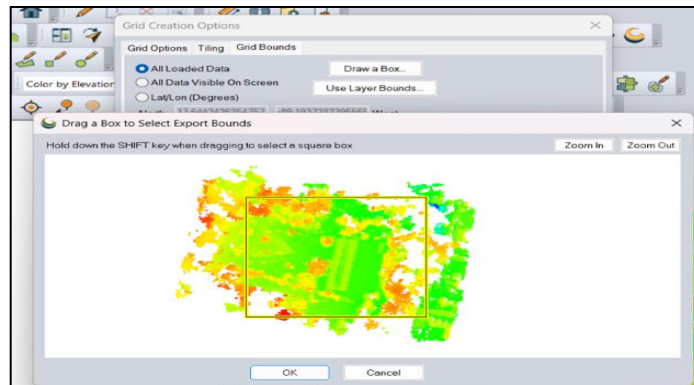 Grid Creation Options
Grid Options Tiling Grid Bounds
All Loaded Data
Draw a Box...
All Data Visible On Screen
Use Layer Bounds...
Lat/Lon (Degrees)
Color by Elevation
Drag a Box to Select Export Bounds
Hold down the SHIFT key when dragging to select a square box
Zoom In
Zoom Out
OK
Cancel